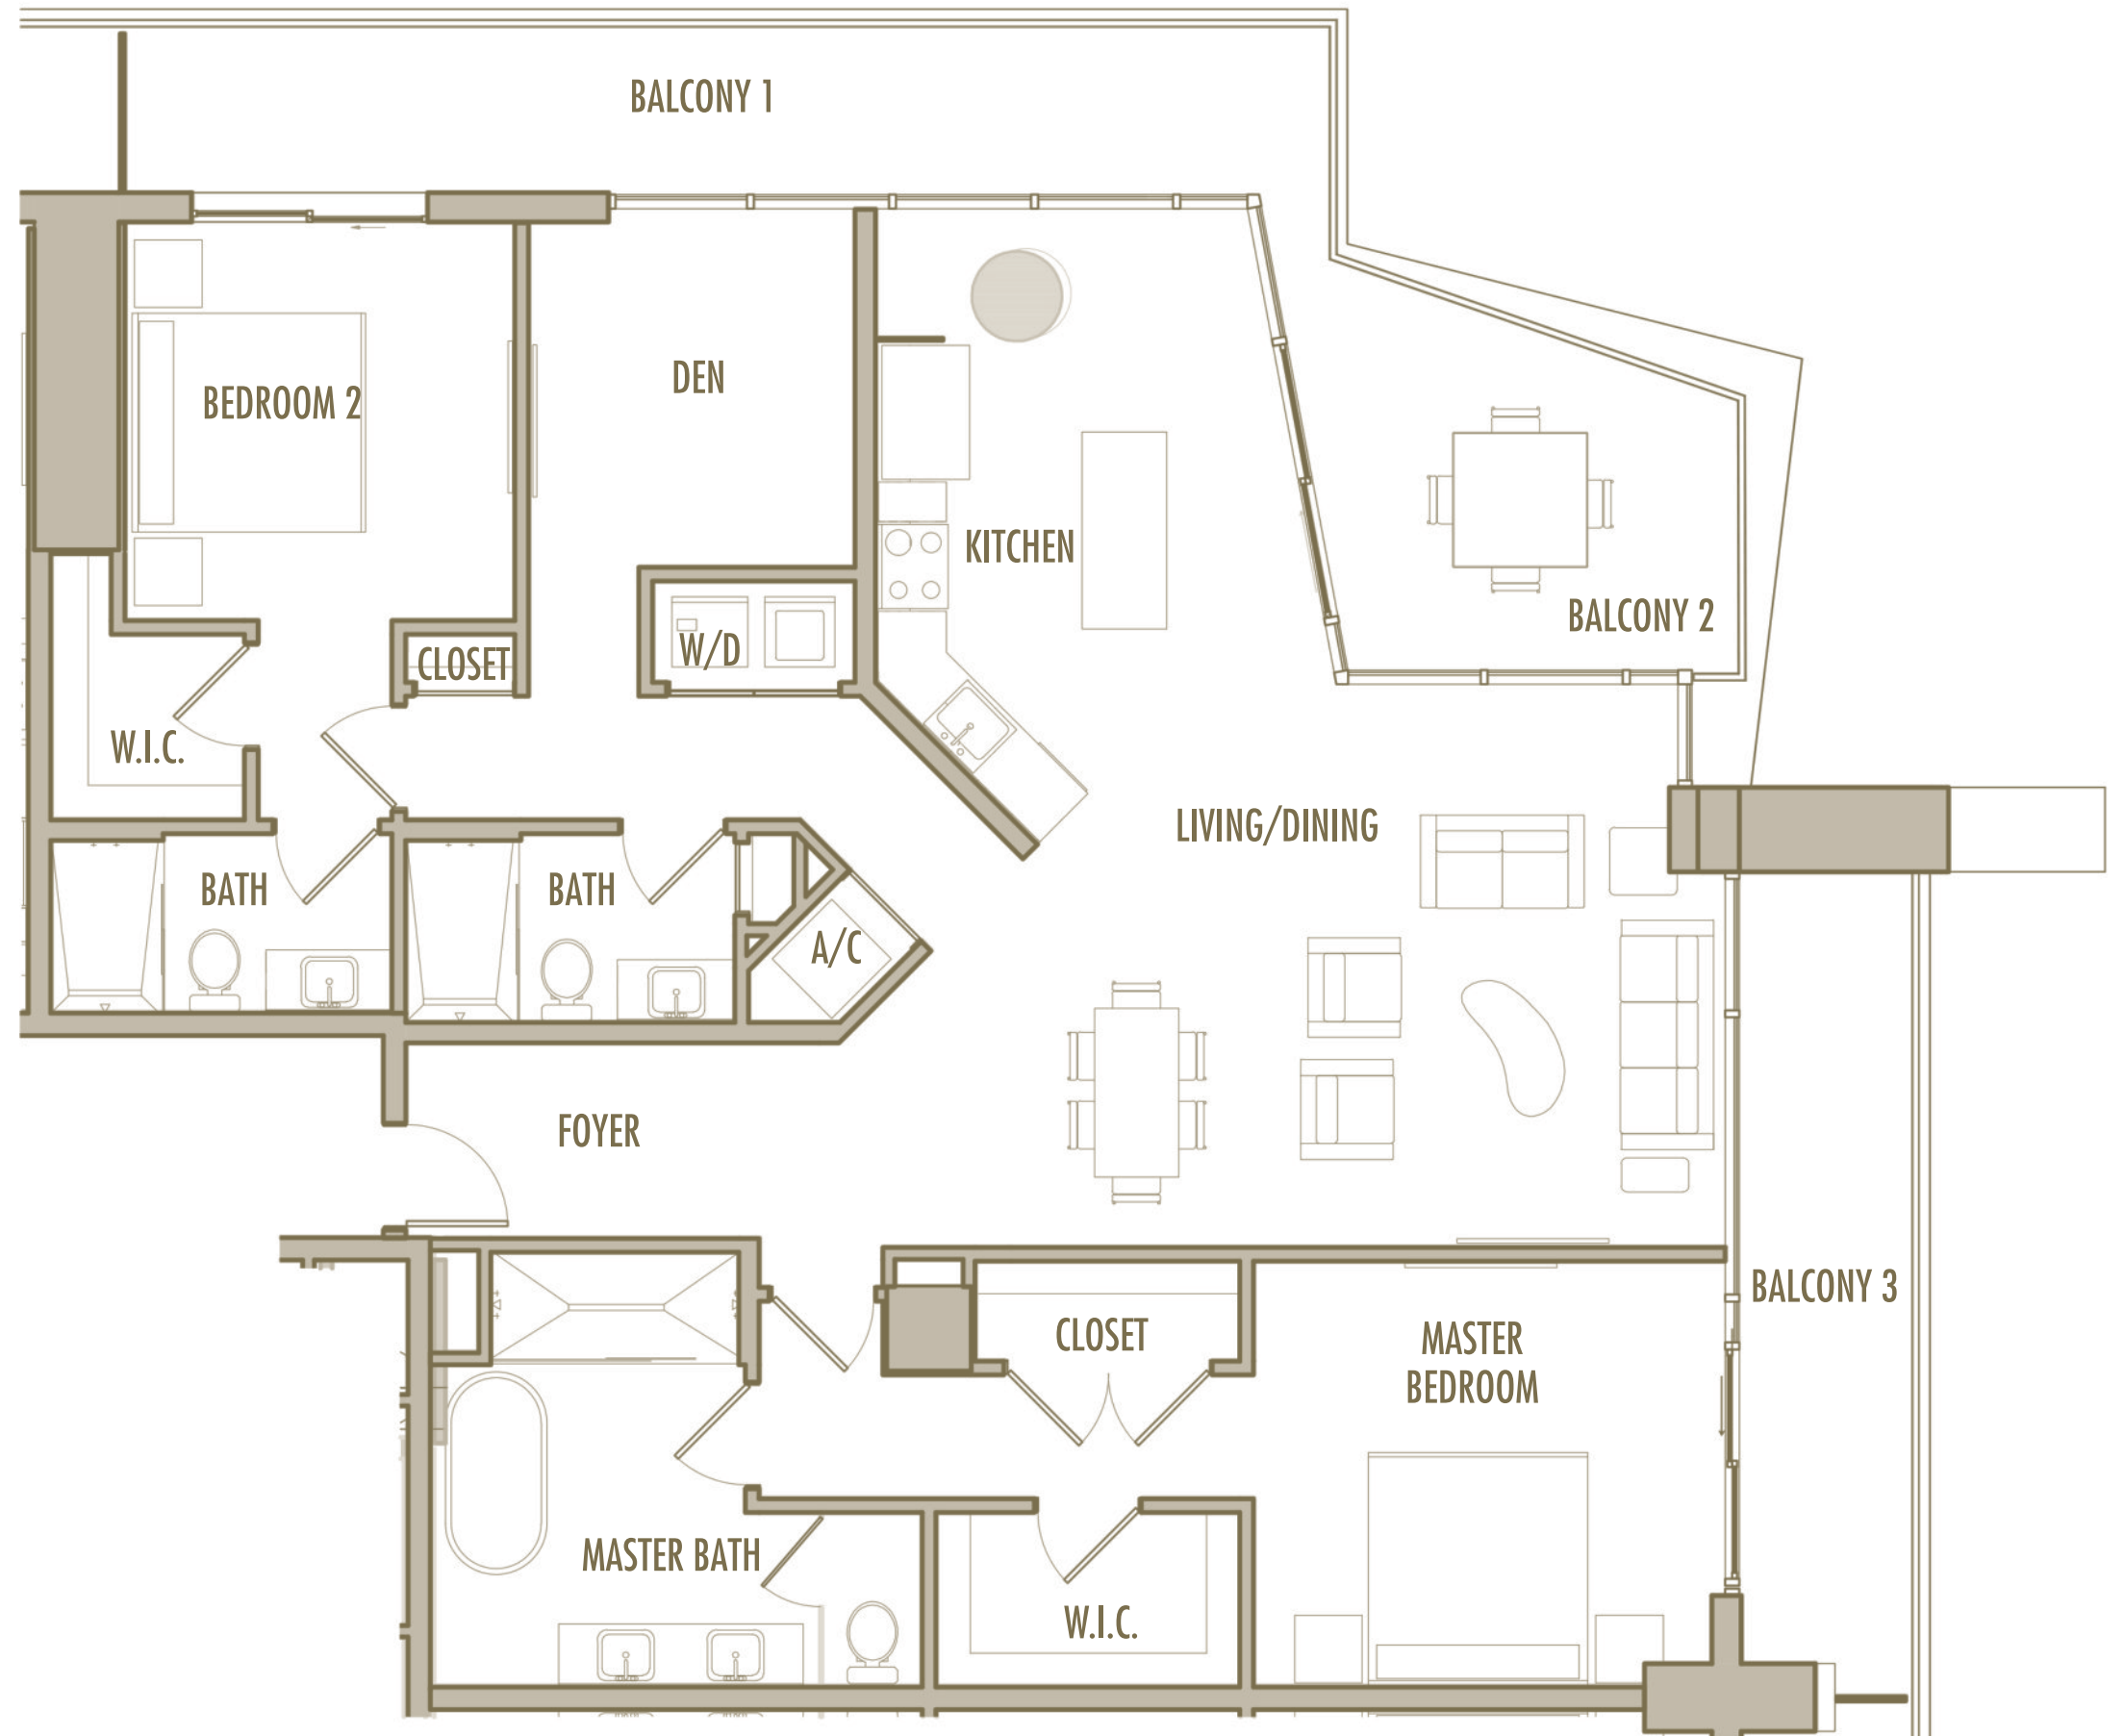 BALCONY 1
DEN
BEDROOM 2
KITCHEN
BALCONY 2
W/D
CLOSET
W.I.C.
LIVING/DINING
BATH
BATH
A/C
FOYER
BALCONY 3
CLOSET
MASTER
BEDROOM
MASTER BATH
W.I.C.